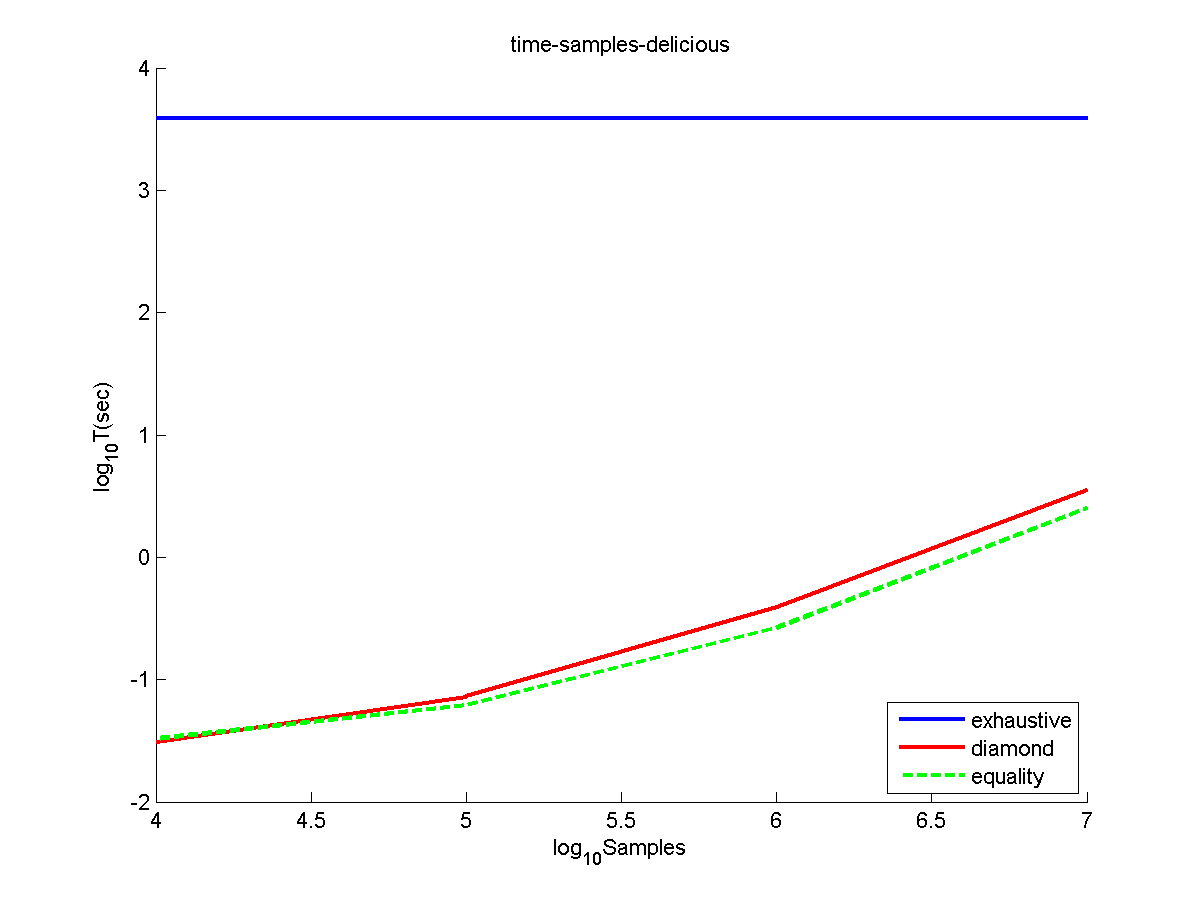 time-samples-delicious
4
3
2
1
0
-1
-2
log10T(sec)
4 4.5 5 5.5 6 6.5 7
log10Samples
exhaustive
diamond
equality